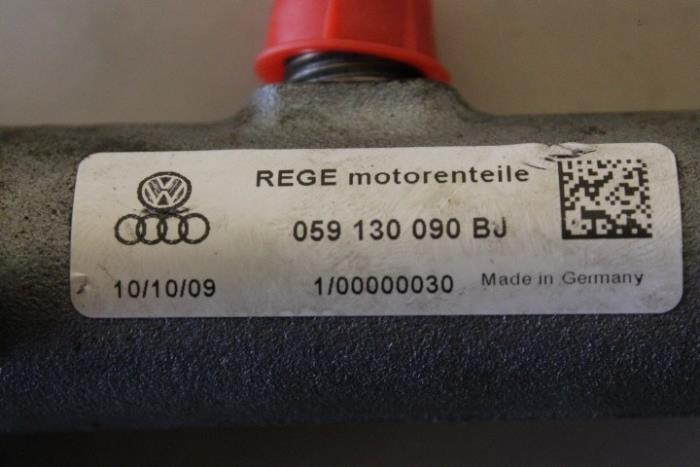 REGE motorenteile
059 130 090 BJ
10/10/09 1/00000030 Made in Germany